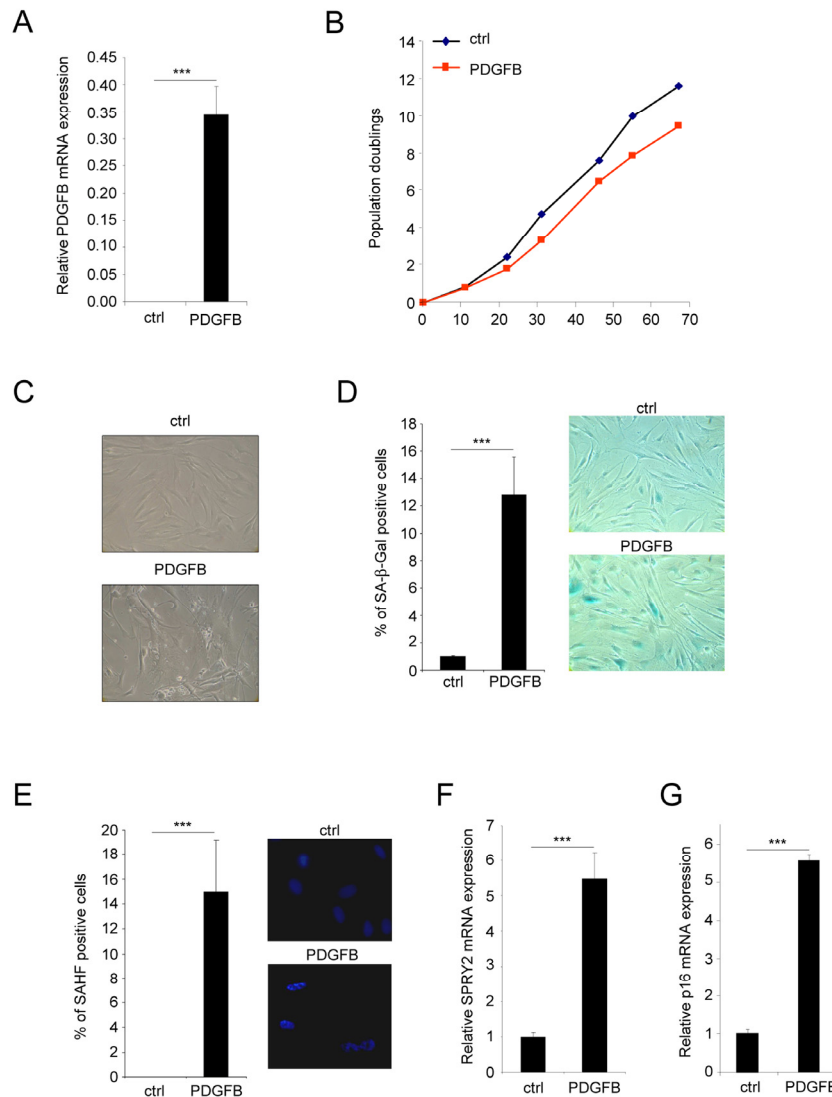 A
Relative PDGFB mRNA expression
0.45
0.40
0.35
0.30
0.25
0.20
0.15
0.10
0.05
0.00
***
ctrl
PDGFB
B
ctrl
PDGFB
Population doublings
14
12
10
8
6
4
2
0
0 10 20 30 40 50 60 70
C
ctrl
PDGFB
D
% of SA-β-Gal positive cells
18
16
14
12
10
8
6
4
2
0
***
ctrl
PDGFB
ctrl
PDGFB
E
% of SAHF positive cells
20
18
16
14
12
10
8
6
4
2
0
***
ctrl
PDGFB
ctrl
PDGFB
F
Relative SPRY2 mRNA expression
7
6
5
4
3
2
1
0
***
ctrl
PDGFB
G
Relative p16 mRNA expression
6
5
4
3
2
1
0
***
ctrl
PDGFB